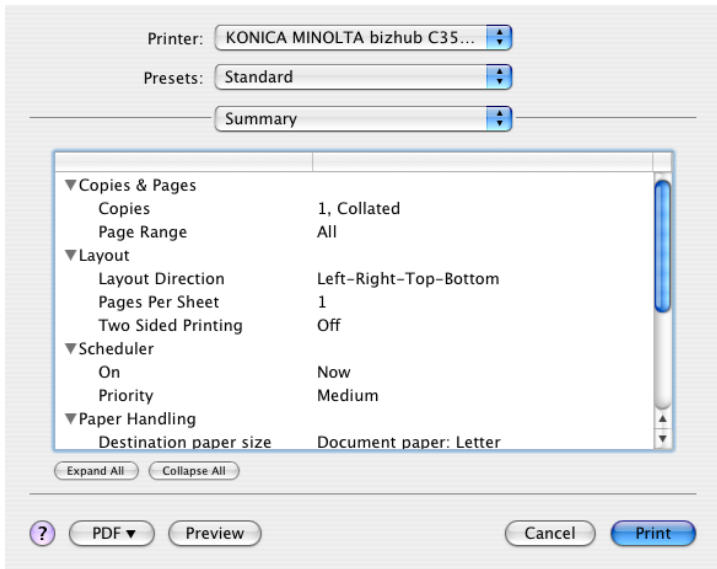 Printer: KONICA MINOLTA bizhub C35...
Presets: Standard
Summary
▼Copies & Pages
Copies 1, Collated
Page Range All
▼Layout
Layout Direction Left-Right-Top-Bottom
Pages Per Sheet 1
Two Sided Printing Off
▼Scheduler
On Now
Priority Medium
▼Paper Handling
Destination paper size Document paper: Letter
Expand All Collapse All
? PDF ▼ Preview Cancel Print